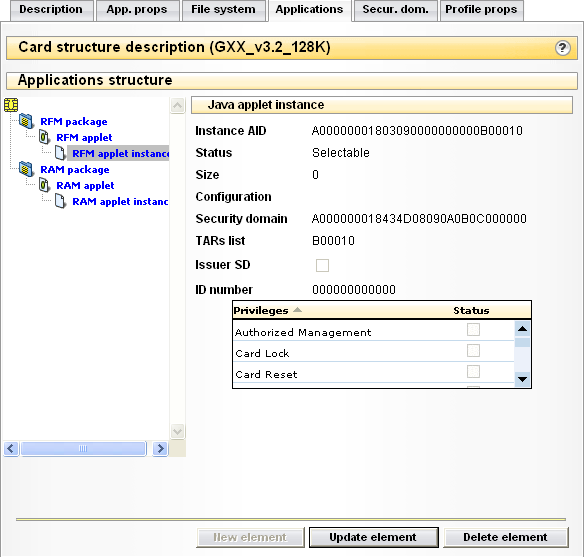 Description App. props File system Applications Secur. dom. Profile props
Card structure description (GXX_v3.2_128K) ?
Applications structure
RFM package
RFM applet
RFM applet instance
RAM package
RAM applet
RAM applet instanc
Java applet instance
Instance AID A00000001803090000000000B00010
Status Selectable
Size 0
Configuration
Security domain A000000018434D08090A0B0C000000
TARs list B00010
Issuer SD
ID number 000000000000
Privileges Status
Authorized Management
Card Lock
Card Reset
New element Update element Delete element